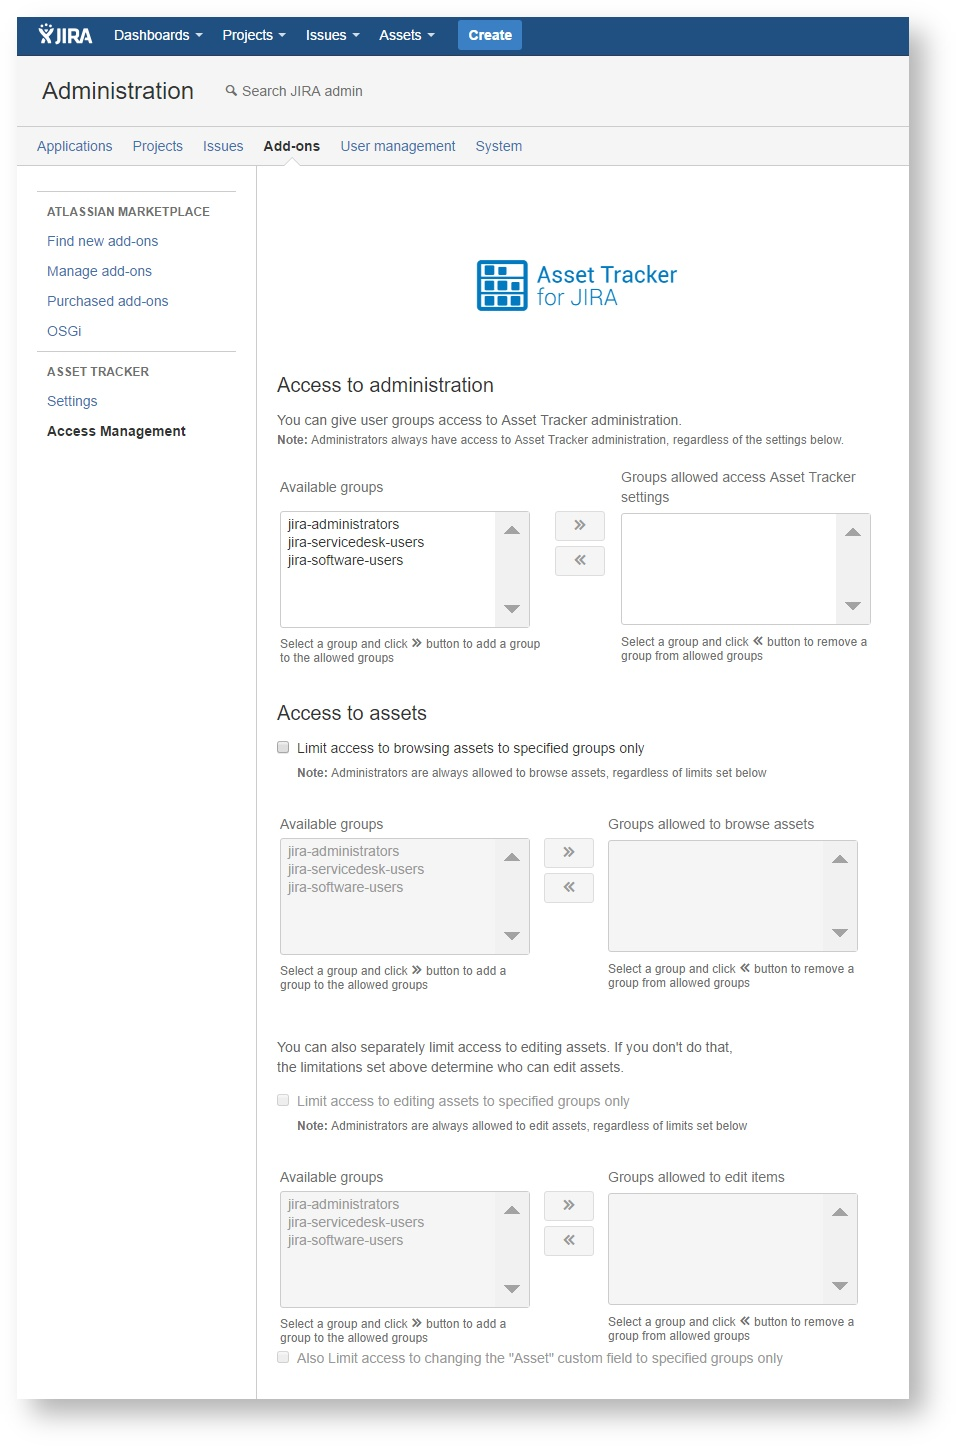 JIRA Dashboards Projects Issues Assets Create
Administration Search JIRA admin
Applications Projects Issues Add-ons User management System
ATLASSIAN MARKETPLACE
Find new add-ons
Manage add-ons
Purchased add-ons
OSGi
ASSET TRACKER
Settings
Access Management
Asset Tracker
for JIRA
Access to administration
You can give user groups access to Asset Tracker administration.
Note: Administrators always have access to Asset Tracker administration, regardless of the settings below.
Available groups
jira-administrators
jira-servicedesk-users
jira-software-users
Select a group and click » button to add a group
to the allowed groups
»
«
Groups allowed access Asset Tracker
settings
Select a group and click « button to remove a
group from allowed groups
Access to assets
Limit access to browsing assets to specified groups only
Note: Administrators are always allowed to browse assets, regardless of limits set below
Available groups
jira-administrators
jira-servicedesk-users
jira-software-users
Select a group and click » button to add a
group to the allowed groups
»
«
Groups allowed to browse assets
Select a group and click « button to remove a
group from allowed groups
You can also separately limit access to editing assets. If you don't do that,
the limitations set above determine who can edit assets.
Limit access to editing assets to specified groups only
Note: Administrators are always allowed to edit assets, regardless of limits set below
Available groups
jira-administrators
jira-servicedesk-users
jira-software-users
Select a group and click » button to add a
group to the allowed groups
»
«
Groups allowed to edit items
Select a group and click « button to remove a
group from allowed groups
Also Limit access to changing the "Asset" custom field to specified groups only